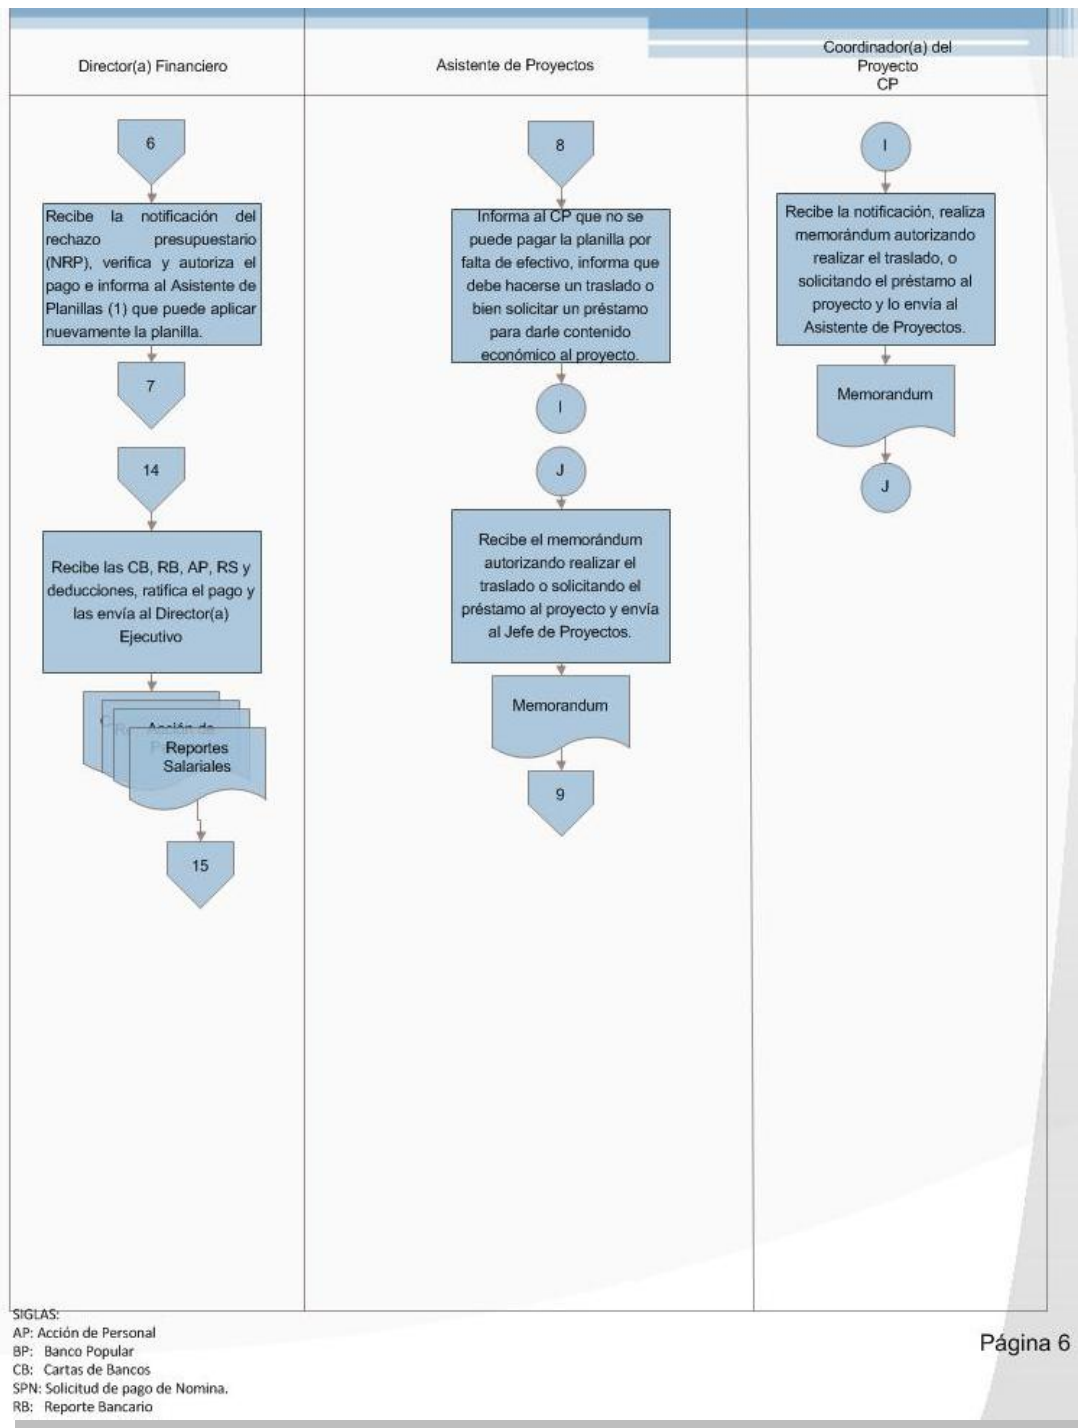 Director(a) Financiero
Asistente de Proyectos
Coordinador(a) del
Proyecto
CP
6
Recibe la notificación del
rechazo presupuestario
(NRP), verifica y autoriza el
pago e informa al Asistente de
Planillas (1) que puede aplicar
nuevamente la planilla.
7
14
Recibe las CB, RB, AP, RS y
deducciones, ratifica el pago y
las envía al Director(a)
Ejecutivo
Acción de
Reportes
Salariales
15
8
Informa al CP que no se
puede pagar la planilla por
falta de efectivo, informa que
debe hacerse un traslado o
bien solicitar un préstamo
para darle contenido
económico al proyecto.
I
J
Recibe el memorándum
autorizando realizar el
traslado o solicitando el
préstamo al proyecto y envía
al Jefe de Proyectos.
Memorandum
9
I
Recibe la notificación, realiza
memorándum autorizando
realizar el traslado, o
solicitando el préstamo al
proyecto y lo envía al
Asistente de Proyectos.
Memorandum
J
SIGLAS:
AP: Acción de Personal
BP: Banco Popular
CB: Cartas de Bancos
SPN: Solicitud de pago de Nomina.
RB: Reporte Bancario
Página 6